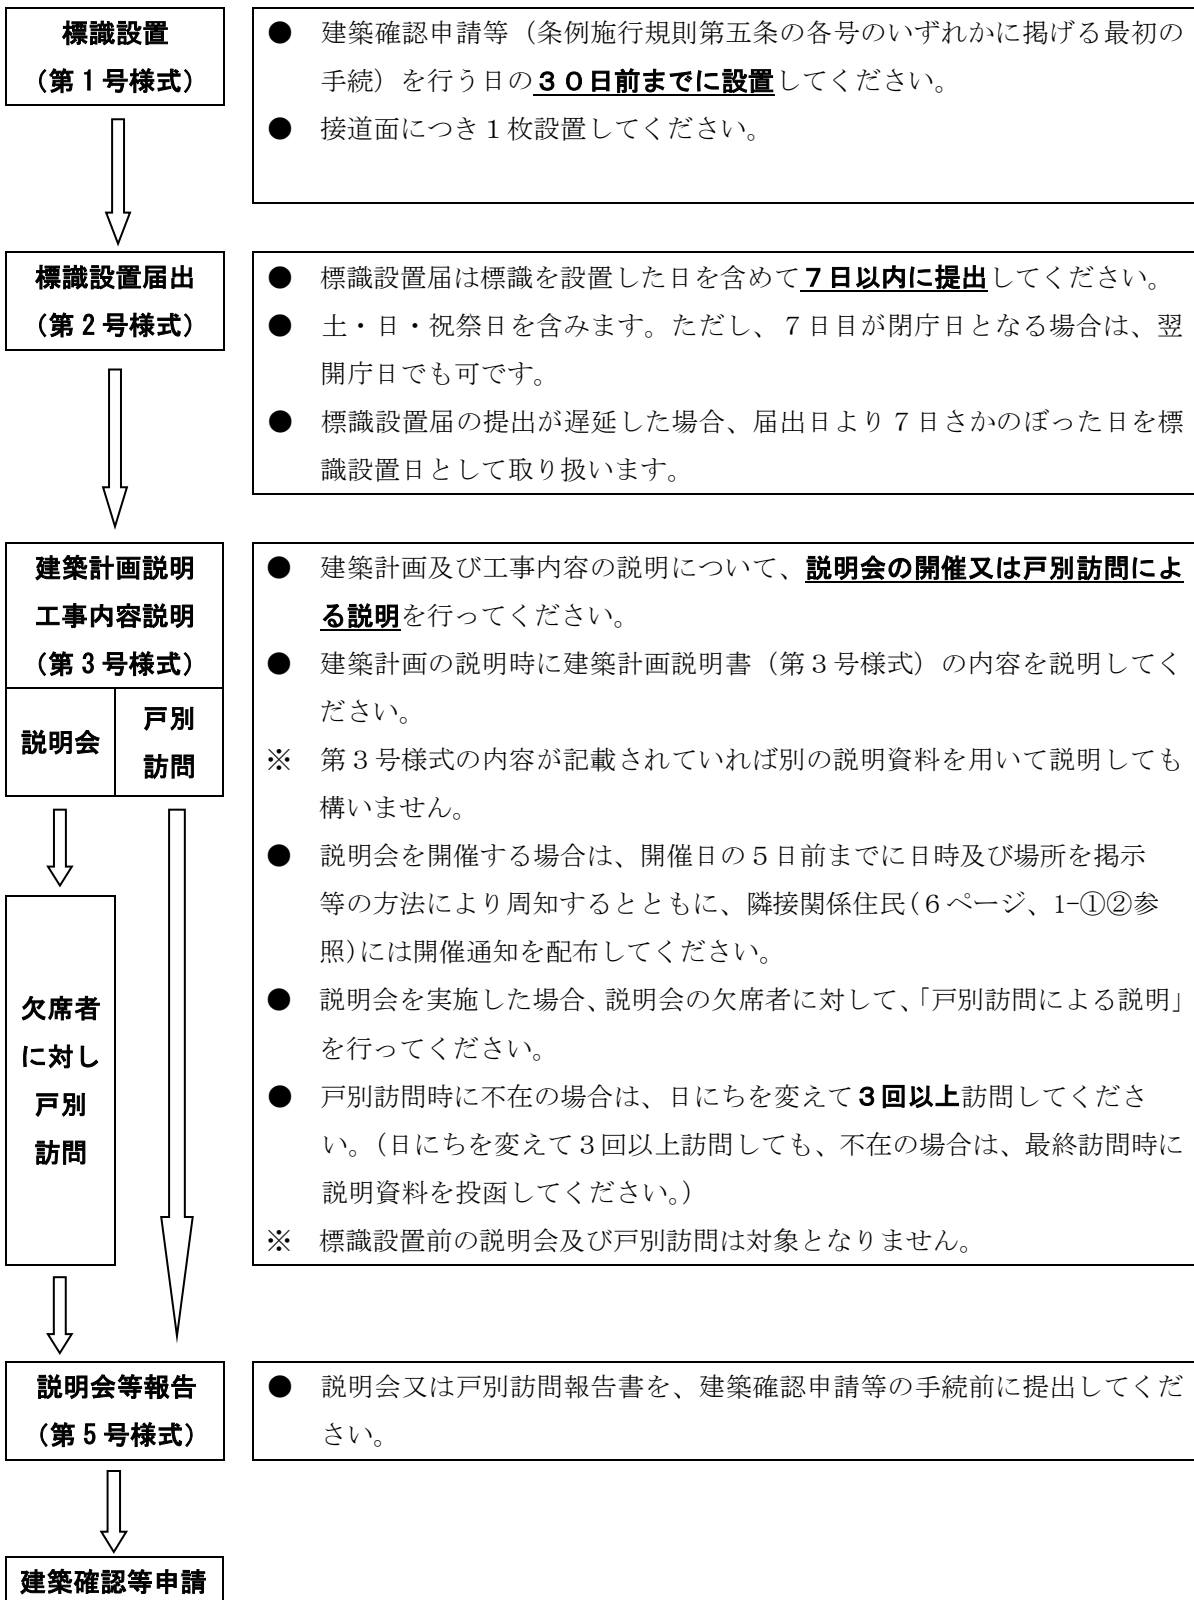 標識設置
（第１号様式）
● 建築確認申請等（条例施行規則第五条の各号のいずれかに掲げる最初の
手続）を行う日の３０日前までに設置してください。
● 接道面につき１枚設置してください。
標識設置届出
（第２号様式）
● 標識設置届は標識を設置した日を含めて７日以内に提出してください。
● 土・日・祝祭日を含みます。ただし、７日目が閉庁日となる場合は、翌
開庁日でも可です。
● 標識設置届の提出が遅延した場合、届出日より７日さかのぼった日を標
識設置日として取り扱います。
建築計画説明
工事内容説明
（第３号様式）
説明会
戸別
訪問
● 建築計画及び工事内容の説明について、説明会の開催又は戸別訪問によ
る説明を行ってください。
● 建築計画の説明時に建築計画説明書（第３号様式）の内容を説明してく
ださい。
※ 第３号様式の内容が記載されていれば別の説明資料を用いて説明しても
構いません。
● 説明会を開催する場合は、開催日の５日前までに日時及び場所を掲示
等の方法により周知するとともに、隣接関係住民(６ページ、1-①②参
照)には開催通知を配布してください。
● 説明会を実施した場合、説明会の欠席者に対して、「戸別訪問による説明」
を行ってください。
● 戸別訪問時に不在の場合は、日にちを変えて３回以上訪問してくださ
い。（日にちを変えて３回以上訪問しても、不在の場合は、最終訪問時に
説明資料を投函してください。）
※ 標識設置前の説明会及び戸別訪問は対象となりません。
欠席者
に対し
戸別
訪問
説明会等報告
（第５号様式）
● 説明会又は戸別訪問報告書を、建築確認申請等の手続前に提出してくだ
さい。
建築確認等申請